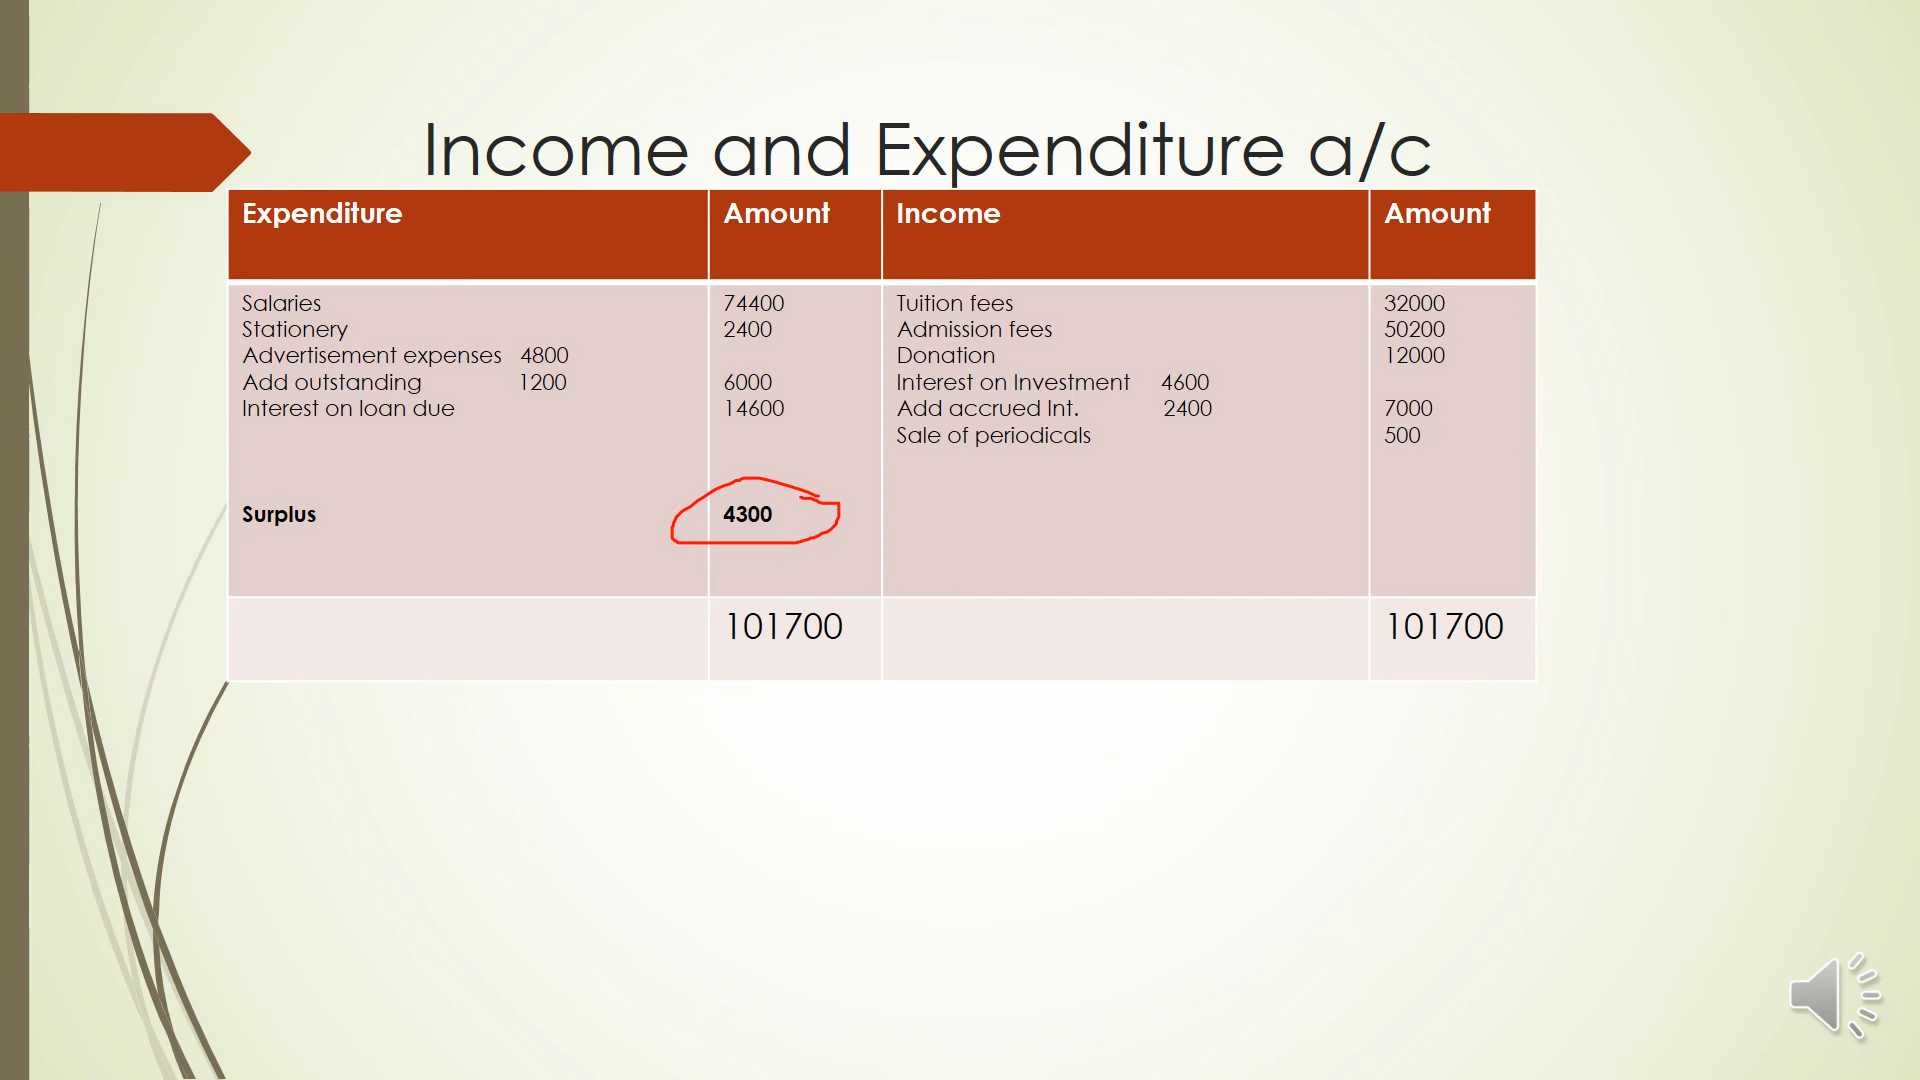 Income and Expenditure a/c
Expenditure Amount Income Amount
Salaries 74400 Tuition fees 32000
Stationery 2400 Admission fees 50200
Advertisement expenses 4800 Donation 12000
Add outstanding 1200 6000 Interest on Investment 4600
Interest on loan due 14600 Add accrued Int. 2400 7000
Sale of periodicals 500
Surplus 4300
101700 101700